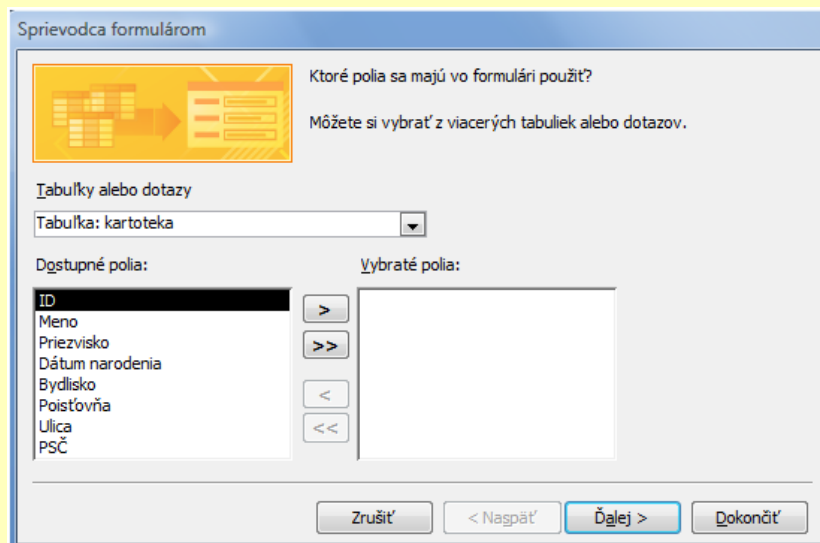 Sprievodca formulárom
Ktoré polia sa majú vo formulári použiť?
Môžete si vybrať z viacerých tabuliek alebo dotazov.
Tabuľky alebo dotazy
Tabuľka: kartoteka
Dostupné polia:
Vybraté polia:
ID
Meno
Priezvisko
Dátum narodenia
Bydlisko
Poisťovňa
Ulica
PSČ
>
>>
<
<<
Zrušiť
< Naspäť
Ďalej >
Dokončiť